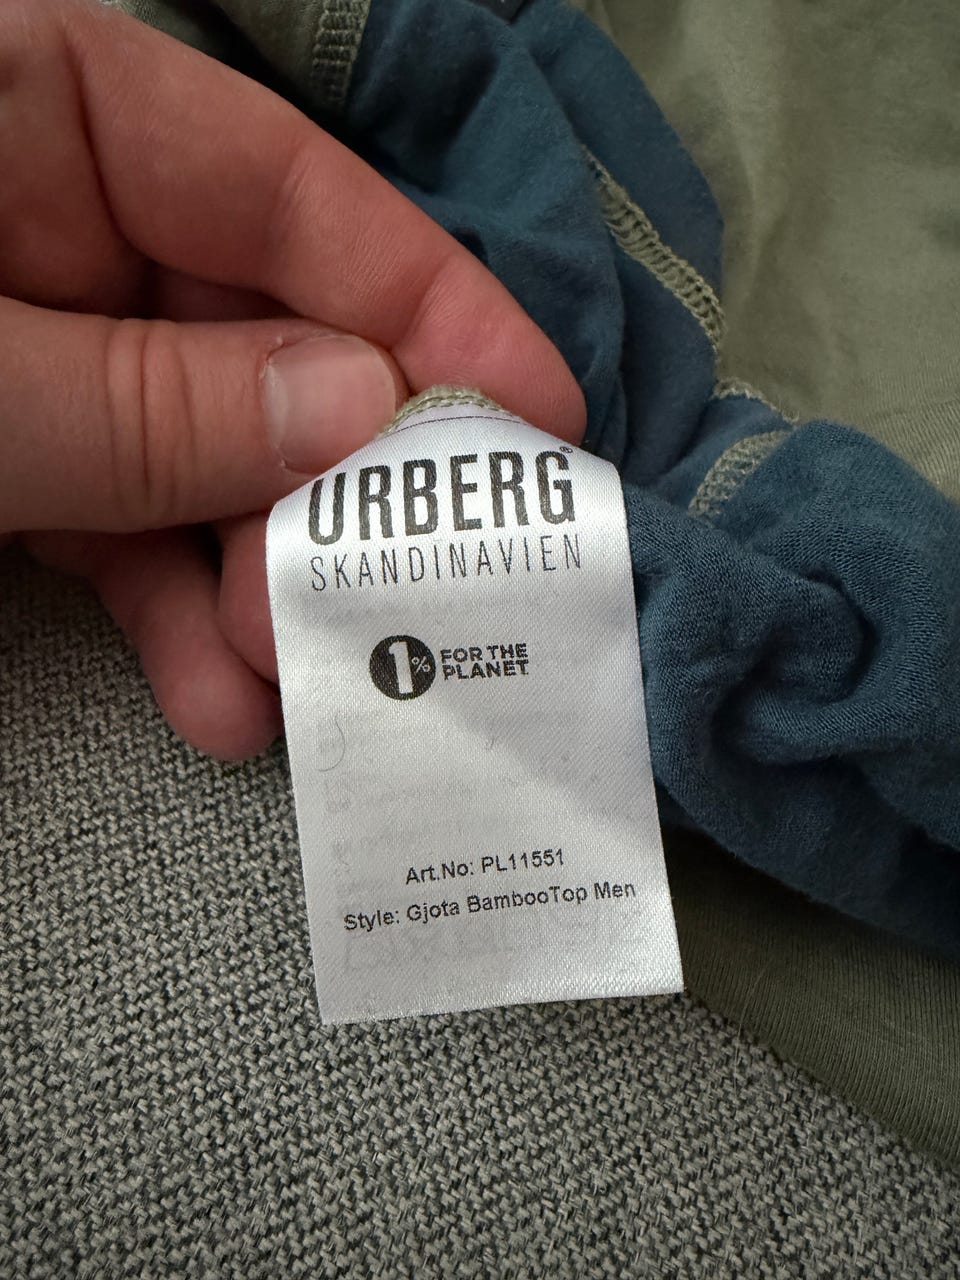 URBERG®
SKANDINAVIEN
1% FOR THE
PLANET
Art.No: PL11551
Style: Gjota BambooTop Men